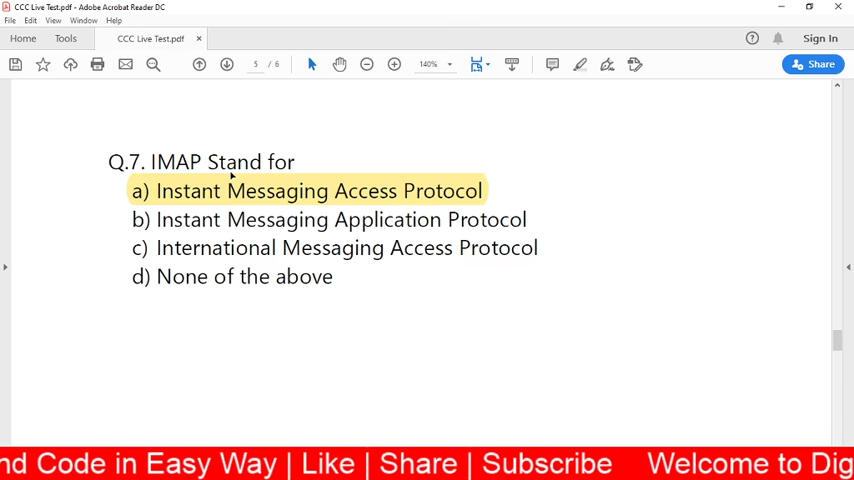 CCC Live Test.pdf - Adobe Acrobat Reader DC
File Edit View Window Help
Home Tools CCC Live Test.pdf × Sign In
5 / 6 140% Share
Q.7. IMAP Stand for
a) Instant Messaging Access Protocol
b) Instant Messaging Application Protocol
c) International Messaging Access Protocol
d) None of the above
nd Code in Easy Way | Like | Share | Subscribe Welcome to Dig